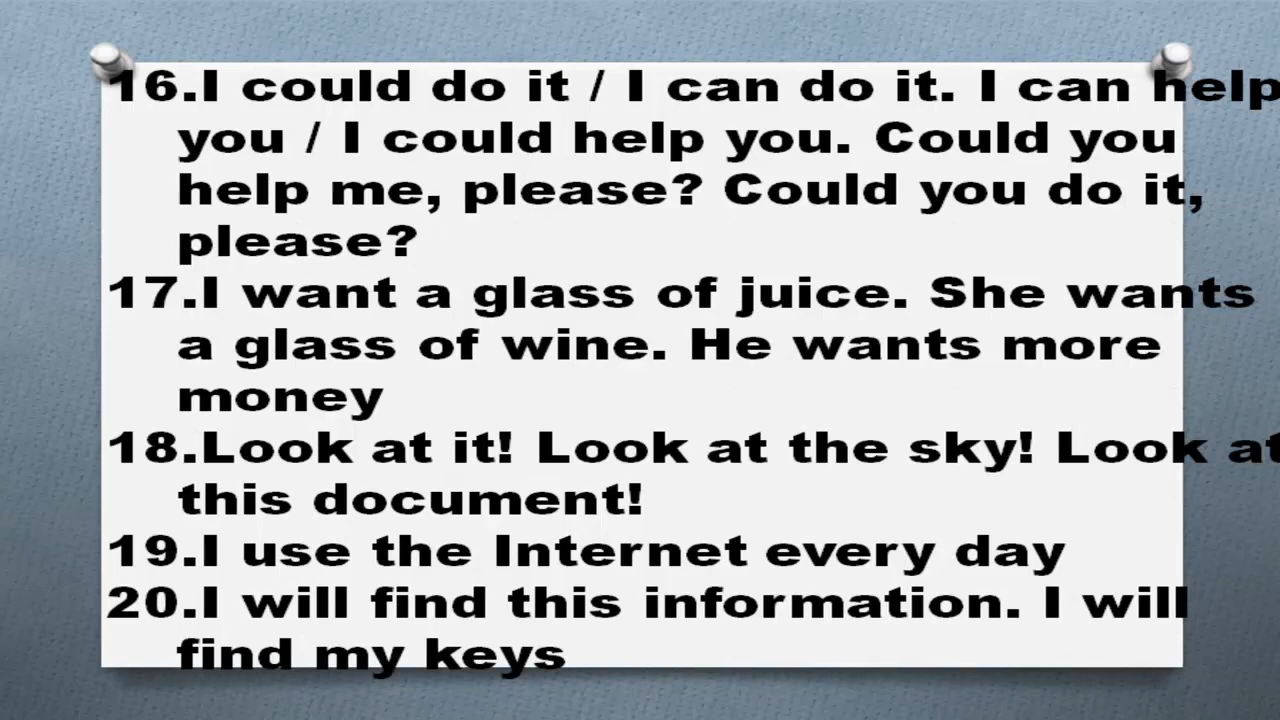 16.I could do it / I can do it. I can help
you / I could help you. Could you
help me, please? Could you do it,
please?
17.I want a glass of juice. She wants
a glass of wine. He wants more
money
18.Look at it! Look at the sky! Look at
this document!
19.I use the Internet every day
20.I will find this information. I will
find my keys